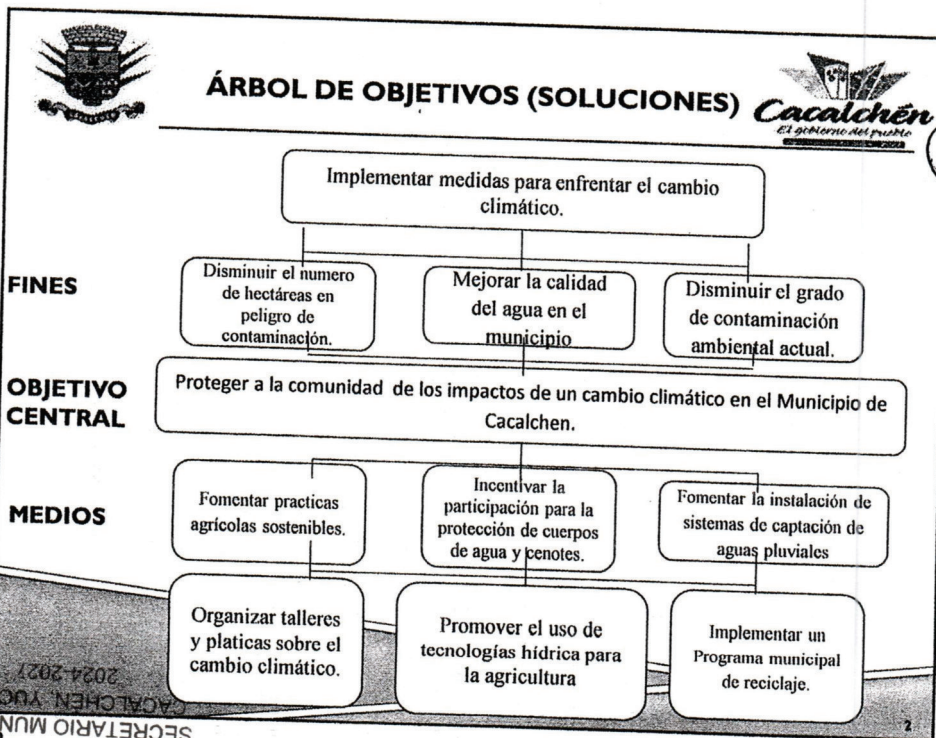 ÁRBOL DE OBJETIVOS (SOLUCIONES)
Cacalchén
El gobierno del pueblo
Implementar medidas para enfrentar el cambio
climático.
FINES
Disminuir el numero
de hectáreas en
peligro de
contaminación.
Mejorar la calidad
del agua en el
municipio
Disminuir el grado
de contaminación
ambiental actual.
OBJETIVO
CENTRAL
Proteger a la comunidad de los impactos de un cambio climático en el Municipio de
Cacalchen.
MEDIOS
Fomentar practicas
agrícolas sostenibles.
Incentivar la
participación para la
protección de cuerpos
de agua y cenotes.
Fomentar la instalación de
sistemas de captación de
aguas pluviales
Organizar talleres
y platicas sobre el
cambio climático.
Promover el uso de
tecnologías hídrica para
la agricultura
Implementar un
Programa municipal
de reciclaje.
SECRETARIO MUN
CACALCHÉN YUC
2024-2027
2